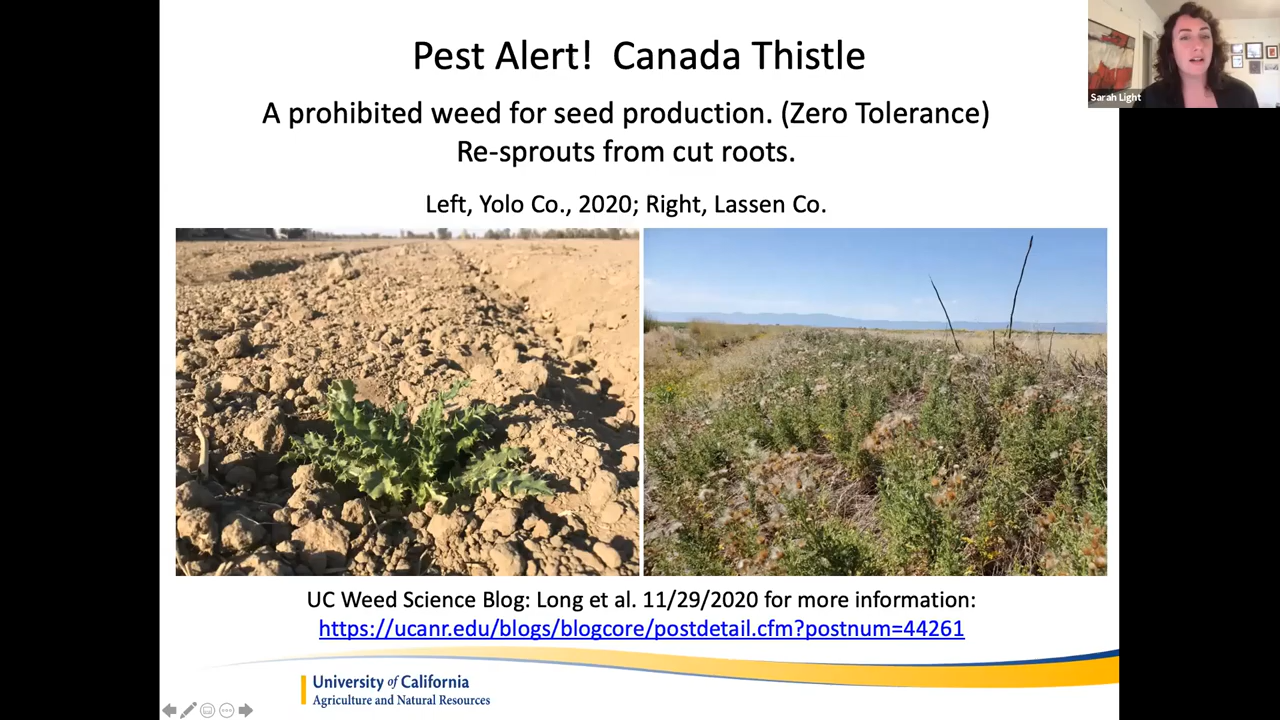 Pest Alert!  Canada Thistle
A prohibited weed for seed production. (Zero Tolerance)
Re-sprouts from cut roots.
Left, Yolo Co., 2020; Right, Lassen Co.
UC Weed Science Blog: Long et al. 11/29/2020 for more information:
https://ucanr.edu/blogs/blogcore/postdetail.cfm?postnum=44261
University of California
Agriculture and Natural Resources
Sarah Light